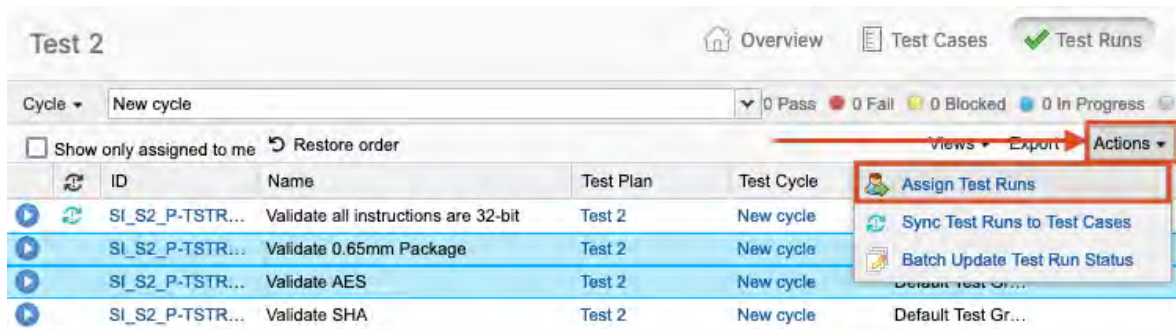 Test 2 Overview Test Cases Test Runs
Cycle New cycle 0 Pass 0 Fail 0 Blocked 0 In Progress
Show only assigned to me Restore order Views Export Actions
ID Name Test Plan Test Cycle Assign Test Runs
SI_S2_P-TSTR... Validate all instructions are 32-bit Test 2 New cycle Sync Test Runs to Test Cases
SI_S2_P-TSTR... Validate 0.65mm Package Test 2 New cycle Batch Update Test Run Status
SI_S2_P-TSTR... Validate AES Test 2 New cycle Default Test Gr...
SI_S2_P-TSTR... Validate SHA Test 2 New cycle Default Test Gr...